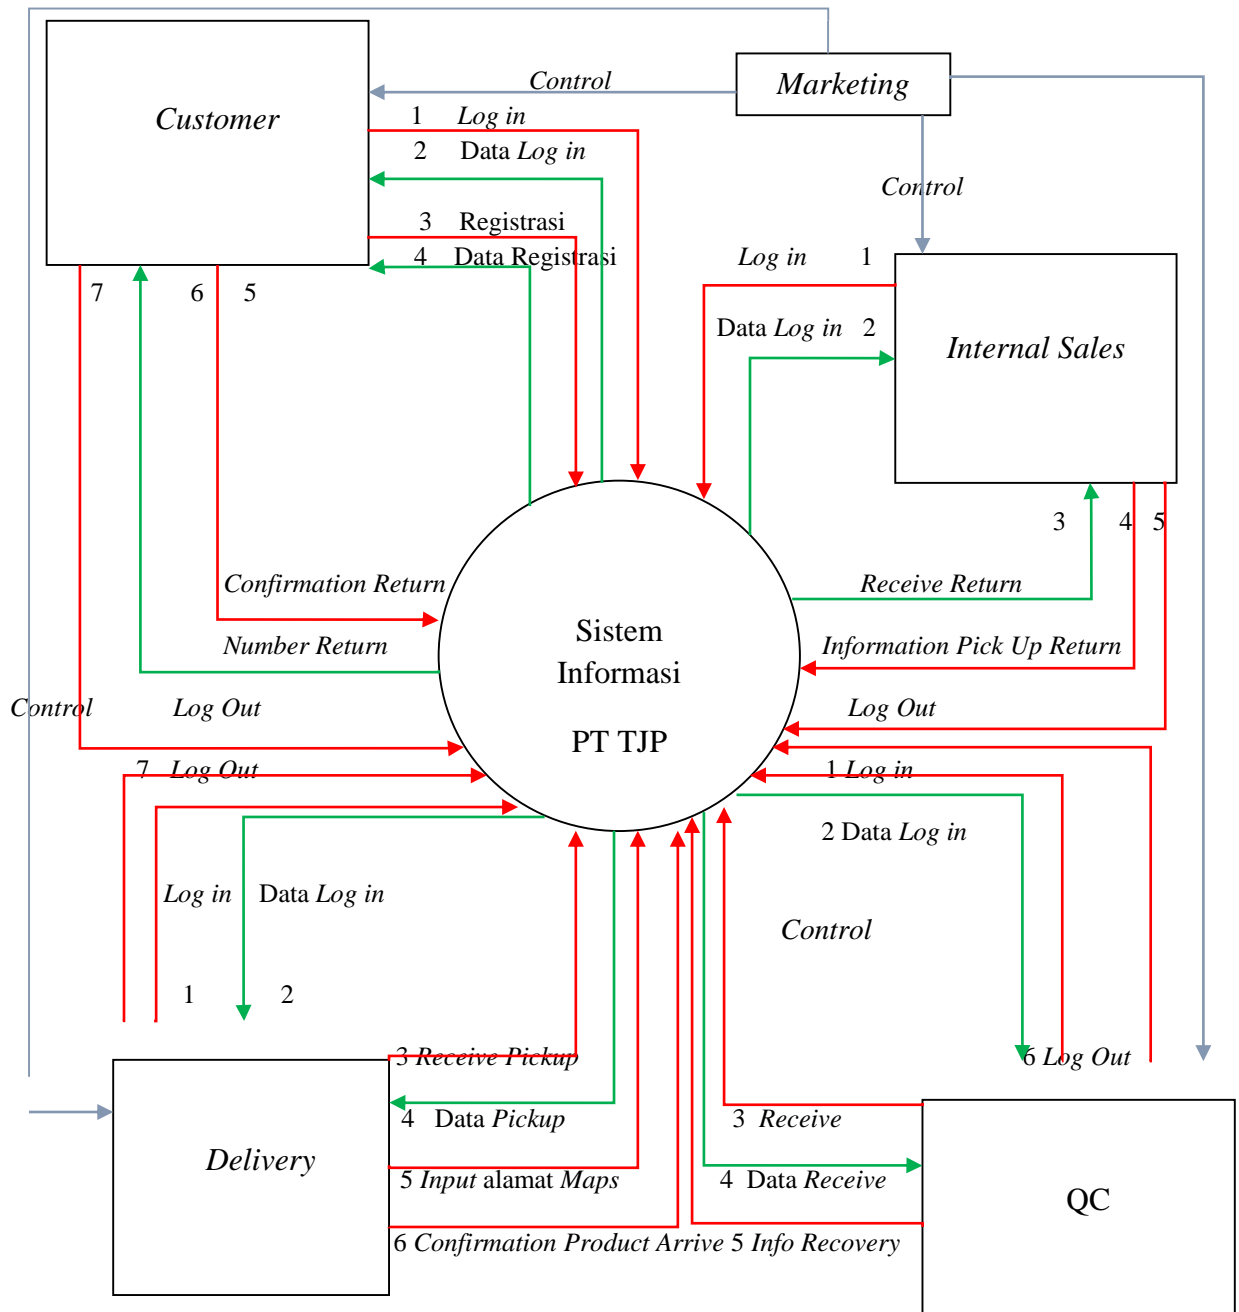 Control
Marketing
Customer
1 Log in
2 Data Log in
Control
3 Registrasi
4 Data Registrasi
Log in 1
7 6 5
Data Log in 2
Internal Sales
3 4 5
Confirmation Return
Receive Return
Sistem
Informasi
PT TJP
Number Return
Information Pick Up Return
Control
Log Out
Log Out
7 Log Out
1 Log in
2 Data Log in
Log in
Data Log in
Control
1 2
3 Receive Pickup
6 Log Out
4 Data Pickup
3 Receive
Delivery
5 Input alamat Maps
4 Data Receive
QC
6 Confirmation Product Arrive
5 Info Recovery